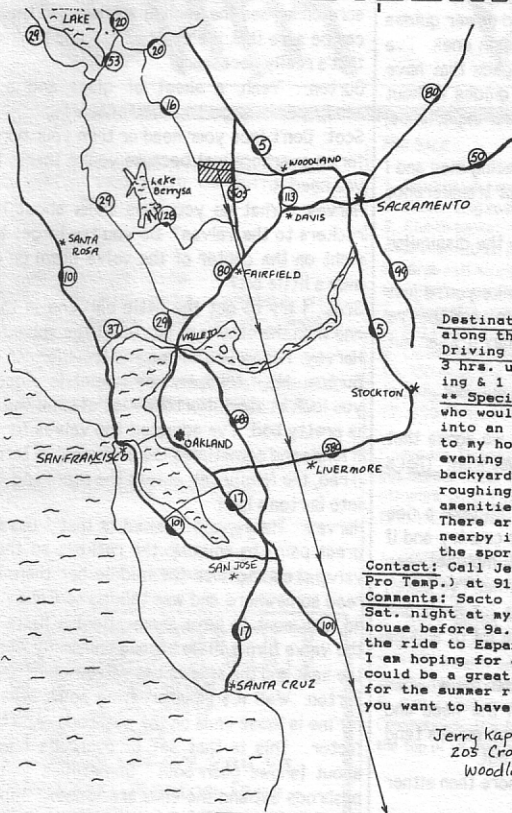 20
LAKE
29
53
20
80
16
5
50
WOODLAND
505
Lake
Berrysa
113
29
128
DAVIS
SACRAMENTO
SANTA
ROSA
80
FAIRFIELD
99
101
37
29
VALLEJO
5
STOCKTON
680
OAKLAND
580
SAN FRANCISCO
LIVERMORE
17
101
SAN JOSE
17
101
SANTA CRUZ
Destinat
along th
Driving
3 hrs. u
ing & 1
** Speci
who woul
into an
to my ho
evening
backyard
roughing
amenitie
There ar
nearby i
the spor
Contact: Call Je
Pro Temp.) at 91
Comments: Sacto
Sat. night at my
house before 9a.
the ride to Espar
I am hoping for a
could be a great
for the summer r
you want to have
Jerry Kap
205 Cro
Woodla